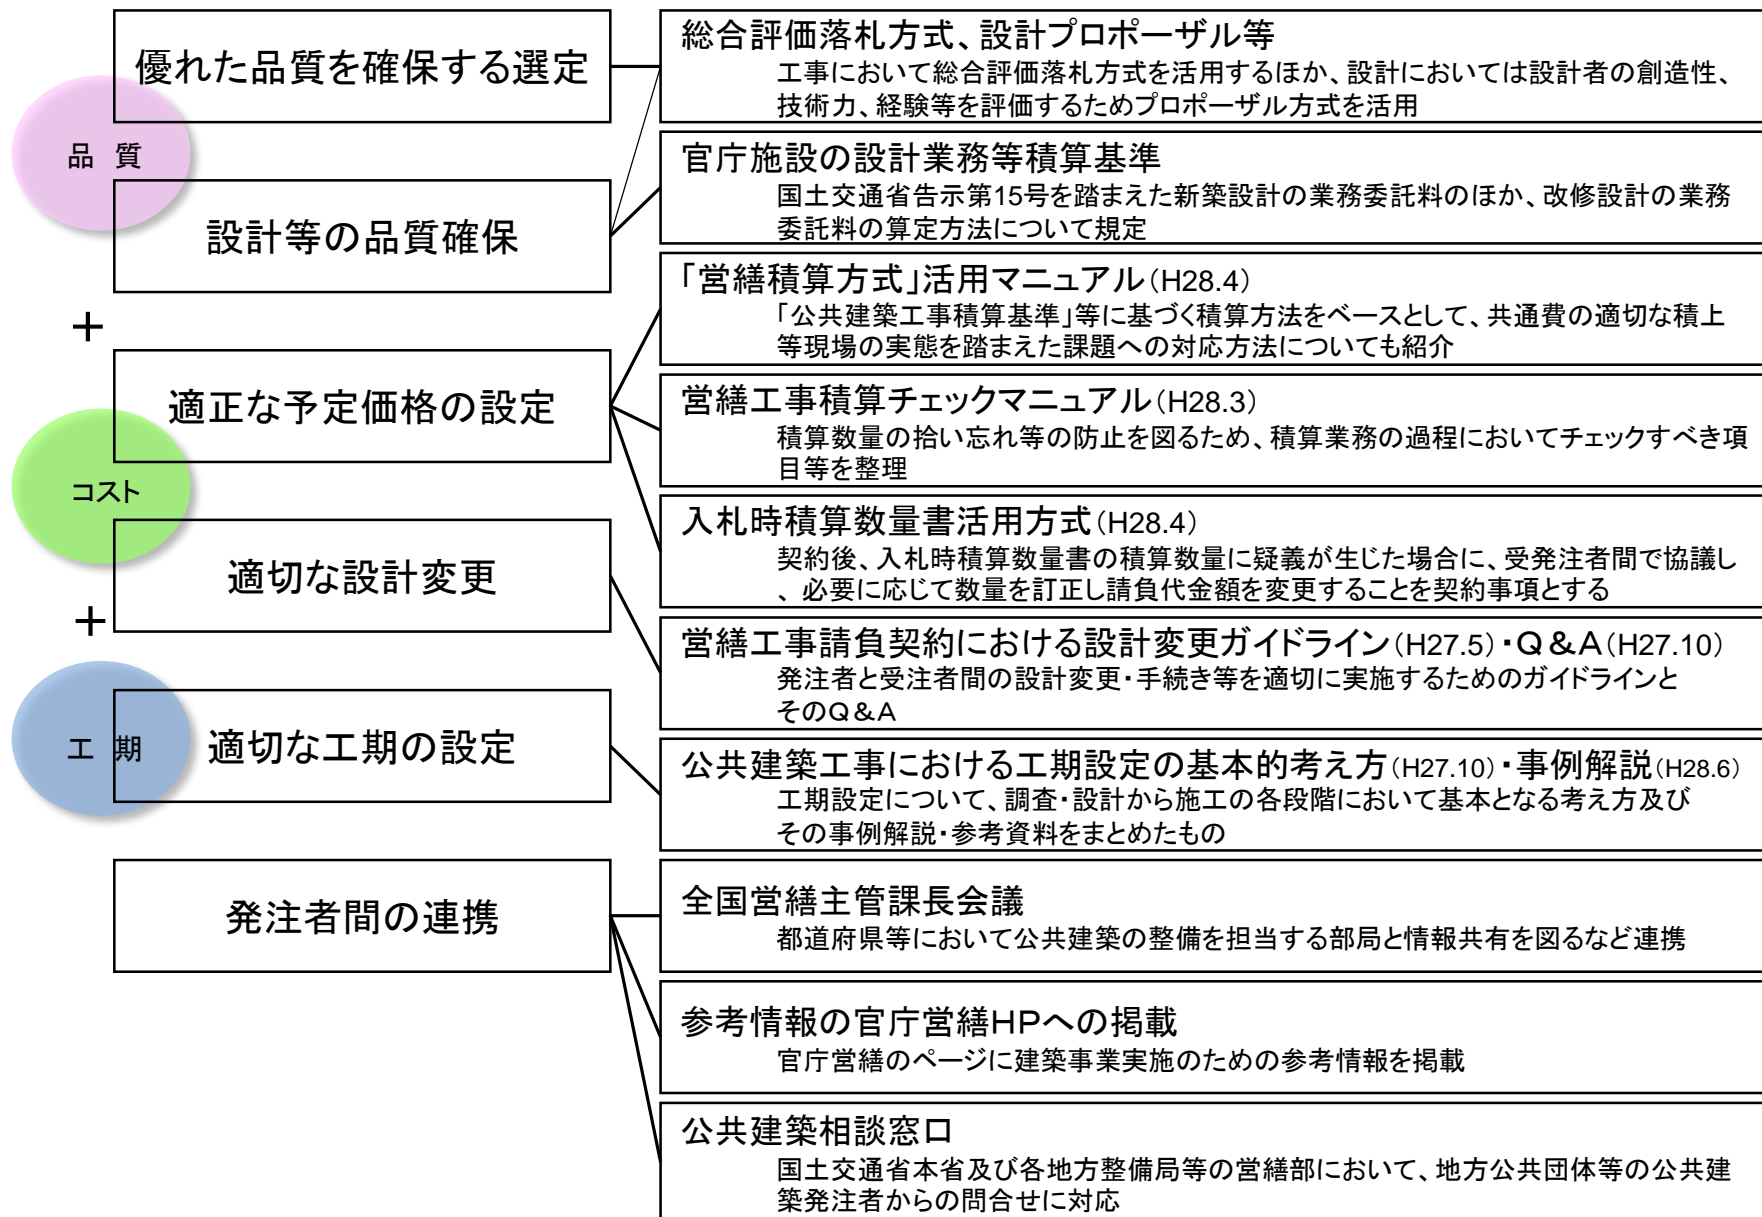 優れた品質を確保する選定
品 質
設計等の品質確保
＋
適正な予定価格の設定
コスト
適切な設計変更
＋
工 期
適切な工期の設定
発注者間の連携
総合評価落札方式、設計プロポーザル等
工事において総合評価落札方式を活用するほか、設計においては設計者の創造性、
技術力、経験等を評価するためプロポーザル方式を活用
官庁施設の設計業務等積算基準
国土交通省告示第15号を踏まえた新築設計の業務委託料のほか、改修設計の業務
委託料の算定方法について規定
「営繕積算方式」活用マニュアル（H28.4）
「公共建築工事積算基準」等に基づく積算方法をベースとして、共通費の適切な積上
等現場の実態を踏まえた課題への対応方法についても紹介
営繕工事積算チェックマニュアル（H28.3）
積算数量の拾い忘れ等の防止を図るため、積算業務の過程においてチェックすべき項
目等を整理
入札時積算数量書活用方式（H28.4）
契約後、入札時積算数量書の積算数量に疑義が生じた場合に、受発注者間で協議し
、必要に応じて数量を訂正し請負代金額を変更することを契約事項とする
営繕工事請負契約における設計変更ガイドライン（H27.5）・Ｑ＆Ａ（H27.10）
発注者と受注者間の設計変更・手続き等を適切に実施するためのガイドラインと
そのＱ＆Ａ
公共建築工事における工期設定の基本的考え方（H27.10）・事例解説（H28.6）
工期設定について、調査・設計から施工の各段階において基本となる考え方及び
その事例解説・参考資料をまとめたもの
全国営繕主管課長会議
都道府県等において公共建築の整備を担当する部局と情報共有を図るなど連携
参考情報の官庁営繕ＨＰへの掲載
官庁営繕のページに建築事業実施のための参考情報を掲載
公共建築相談窓口
国土交通省本省及び各地方整備局等の営繕部において、地方公共団体等の公共建
築発注者からの問合せに対応